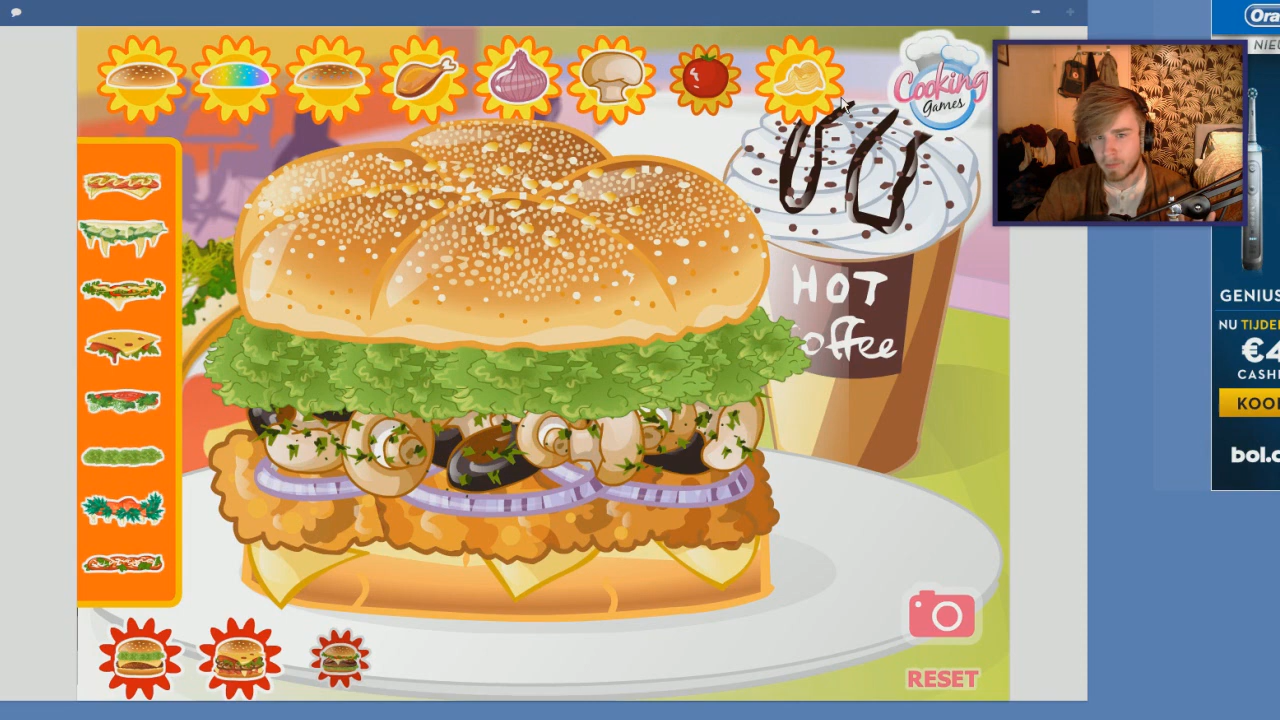 Cooking
Games
HOT
offee
RESET
Ora
NIEU
GENIUS
NU TIJDE
€4
CASH
KOO
bol.c